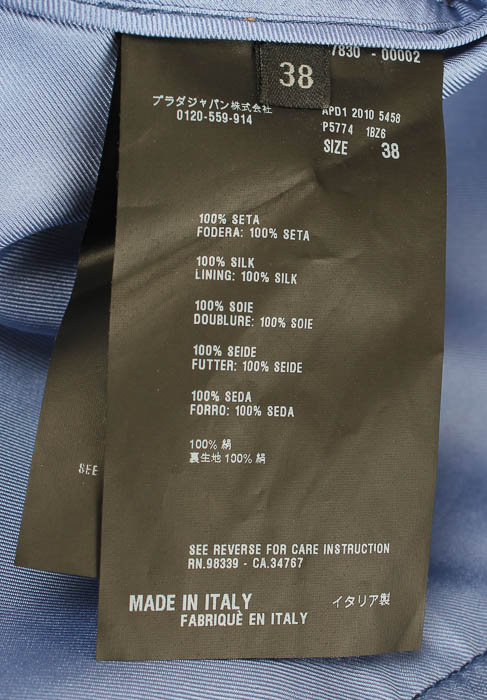 7830 - 00002
38
プラダジャパン株式会社
0120-559-914
APD1 2010 5458
P5774 1BZ6
SIZE 38
100% SETA
FODERA: 100% SETA
100% SILK
LINING: 100% SILK
100% SOIE
DOUBLURE: 100% SOIE
100% SEIDE
FUTTER: 100% SEIDE
100% SEDA
FORRO: 100% SEDA
100% 絹
裏生地 100% 絹
SEE
SEE REVERSE FOR CARE INSTRUCTION
RN.98339 - CA.34767
MADE IN ITALY イタリア製
FABRIQUÈ EN ITALY